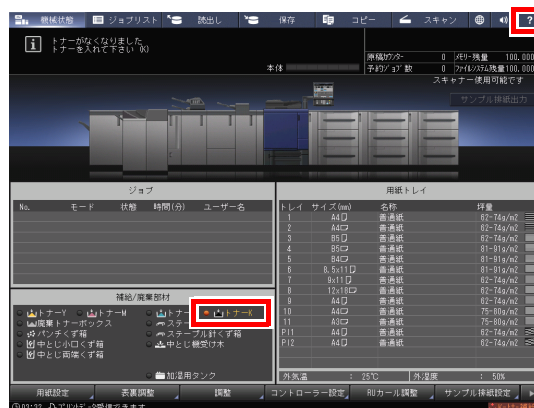 機械状態 ジョブリスト 読出し 保存 コピー スキャン ?
トナーがなくなりました
トナーを入れて下さい (K)
本体
原稿カウンター 0 メモリー残量 100.000
予約ジョブ数 0 ファイルシステム残量 100.000
スキャナー使用可能です
サンプル排紙出力
ジョブ
No. モード 状態 時間(分) ユーザー名
用紙トレイ
トレイ サイズ(mm) 名称 坪量
1 A4 普通紙 62-74g/m2
2 A4 普通紙 62-74g/m2
3 B5 普通紙 62-74g/m2
4 B5 普通紙 81-91g/m2
5 B4 普通紙 81-91g/m2
6 8.5x11 普通紙 62-74g/m2
7 9x11 普通紙 62-74g/m2
8 12x18 普通紙 62-74g/m2
9 A4 普通紙 62-74g/m2
10 A4 普通紙 75-80g/m2
11 A3 普通紙 75-80g/m2
PI1 A4 普通紙 62-74g/m2
PI2 A4 普通紙 62-74g/m2
補給/廃棄部材
トナーY トナーM トナー トナーK
廃棄トナーボックス ステー
パンチくず箱 ステープル針くず箱
中とじ小口くず箱 中とじ機受け木
中とじ両端くず箱
加湿用タンク
外気温 : 25℃ 外湿度 : 50%
用紙設定 表裏調整 調整 コントローラー設定 RUカール調整 サンプル排紙設定